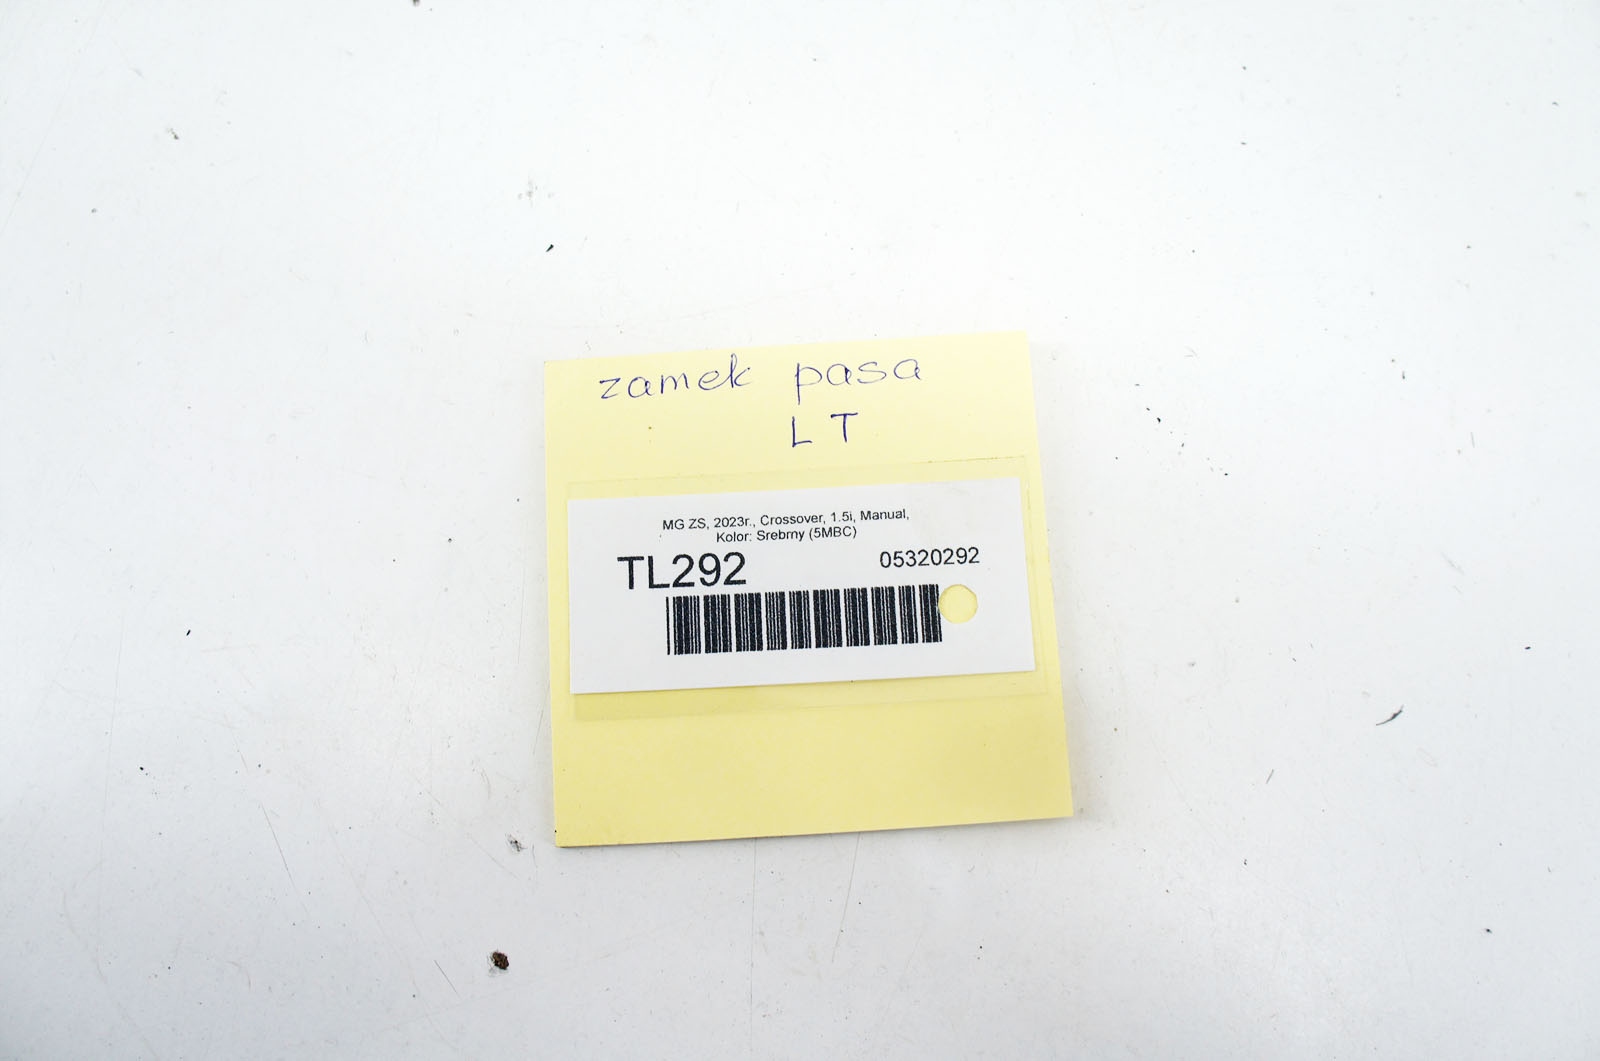 zamek pasa
LT
MG ZS, 2023r., Crossover, 1.5i, Manual,
Kolor: Srebrny (5MBC)
TL292 05320292